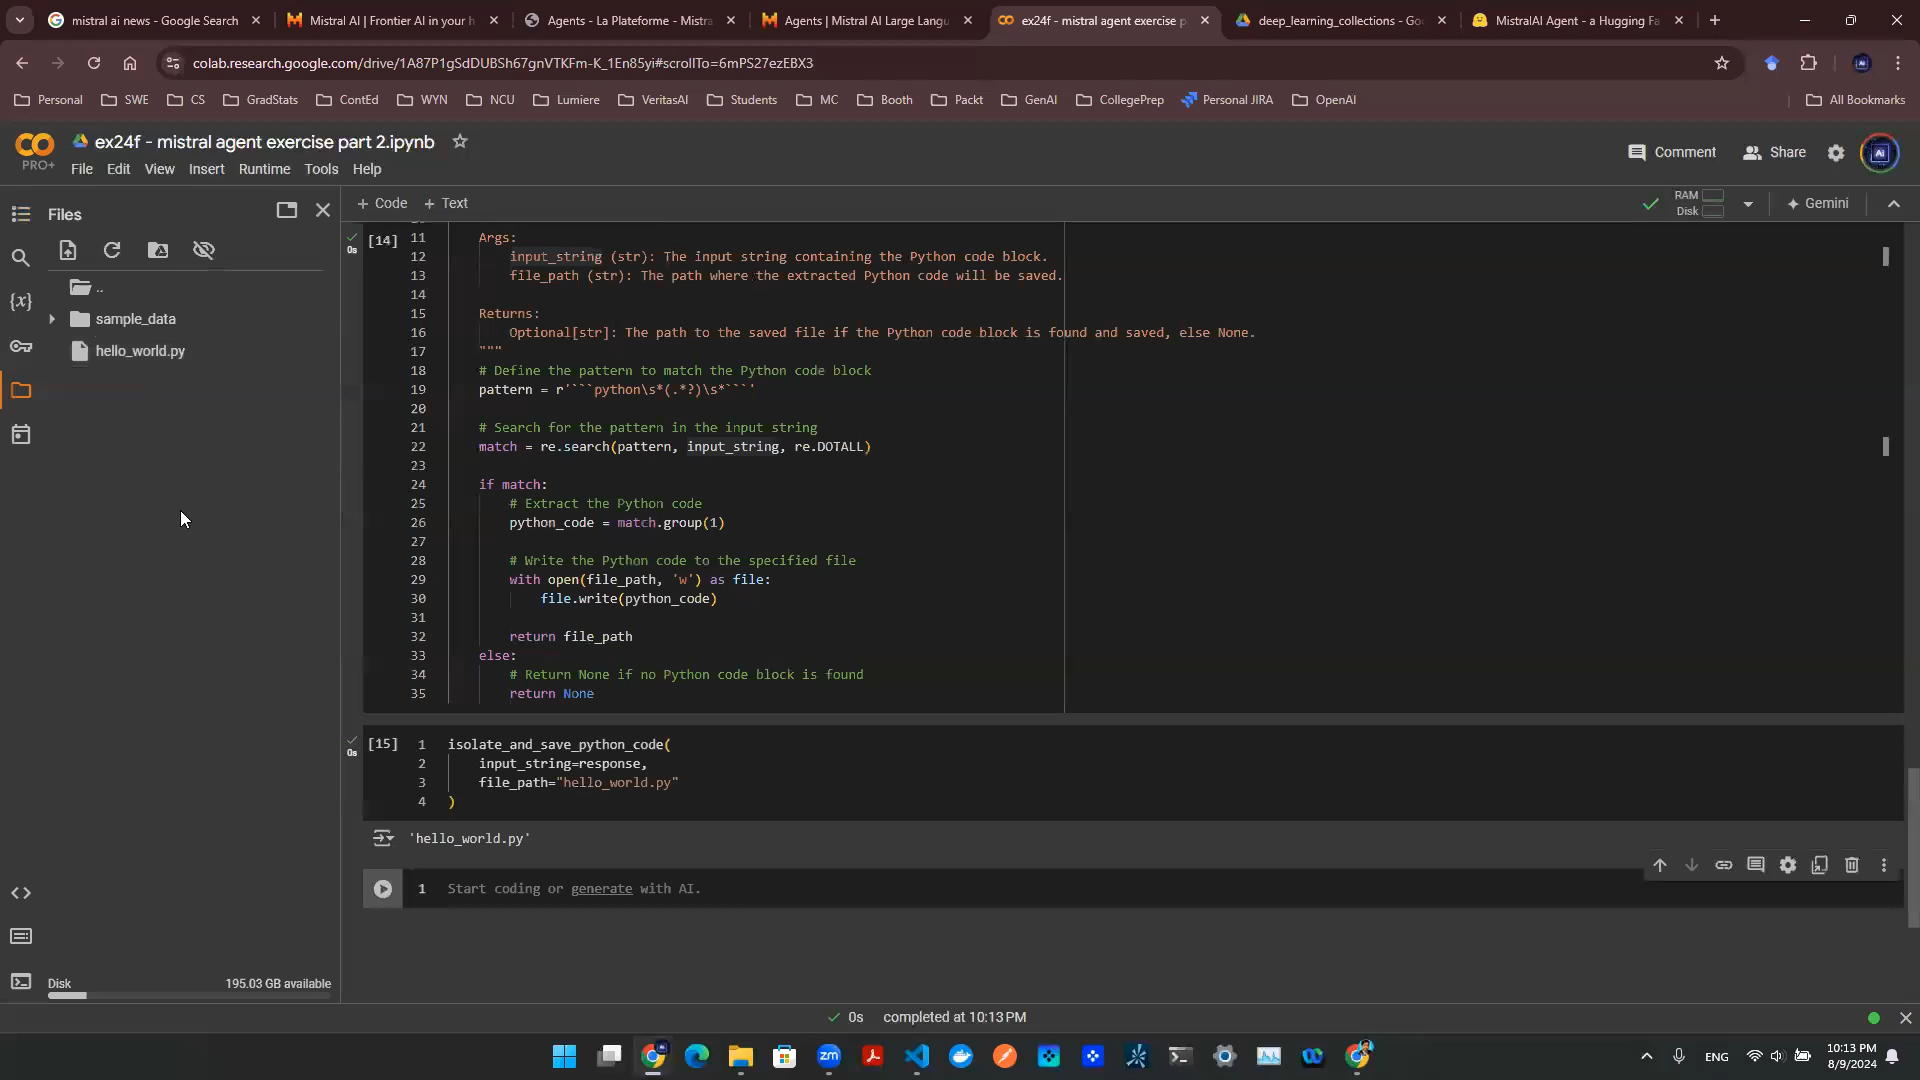 mistral ai news - Google Search
Mistral AI | Frontier AI in your h
Agents - La Plateforme - Mistra
Agents | Mistral AI Large Langu
ex24f - mistral agent exercise p
deep_learning_collections - Goo
MistralAI Agent - a Hugging Fa
colab.research.google.com/drive/1A87P1gSdDUBSh67gnVTKFm-K_1En85yi#scrollTo=6mPS27ezEBX3
Personal SWE CS GradStats ContEd WYN NCU Lumiere VeritasAI Students MC Booth Packt GenAI CollegePrep Personal JIRA OpenAI All Bookmarks
CO PRO+
ex24f - mistral agent exercise part 2.ipynb
File Edit View Insert Runtime Tools Help
Comment Share Ai
Files
+ Code + Text
RAM
Disk
Gemini
..
sample_data
hello_world.py
Disk 195.03 GB available
0s [14]
11 Args:
12 input_string (str): The input string containing the Python code block.
13 file_path (str): The path where the extracted Python code will be saved.
14
15 Returns:
16 Optional[str]: The path to the saved file if the Python code block is found and saved, else None.
17 """
18 # Define the pattern to match the Python code block
19 pattern = r'```python\s*(.*?)\s*```'
20
21 # Search for the pattern in the input string
22 match = re.search(pattern, input_string, re.DOTALL)
23
24 if match:
25 # Extract the Python code
26 python_code = match.group(1)
27
28 # Write the Python code to the specified file
29 with open(file_path, 'w') as file:
30 file.write(python_code)
31
32 return file_path
33 else:
34 # Return None if no Python code block is found
35 return None
0s [15]
1 isolate_and_save_python_code(
2 input_string=response,
3 file_path="hello_world.py"
4 )
'hello_world.py'
1 Start coding or generate with AI.
0s completed at 10:13 PM
zm
ENG
10:13 PM
8/9/2024